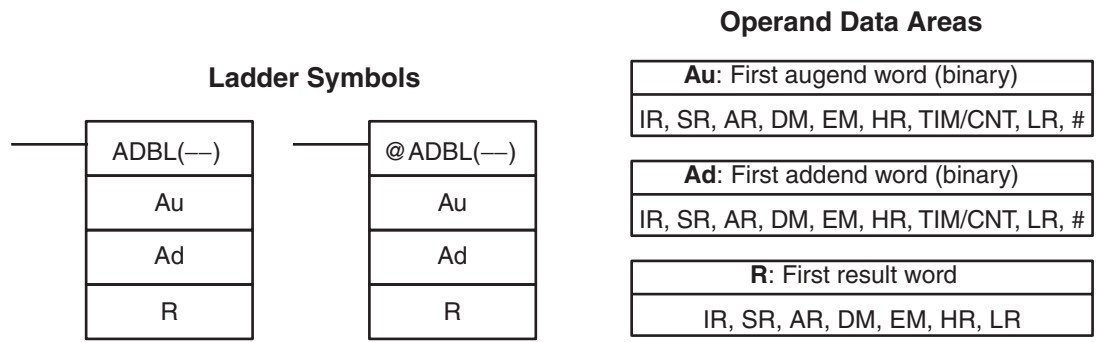 Operand Data Areas
Ladder Symbols
Au: First augend word (binary)
IR, SR, AR, DM, EM, HR, TIM/CNT, LR, #
ADBL(−−)
Au
Ad
R
@ADBL(−−)
Au
Ad
R
Ad: First addend word (binary)
IR, SR, AR, DM, EM, HR, TIM/CNT, LR, #
R: First result word
IR, SR, AR, DM, EM, HR, LR